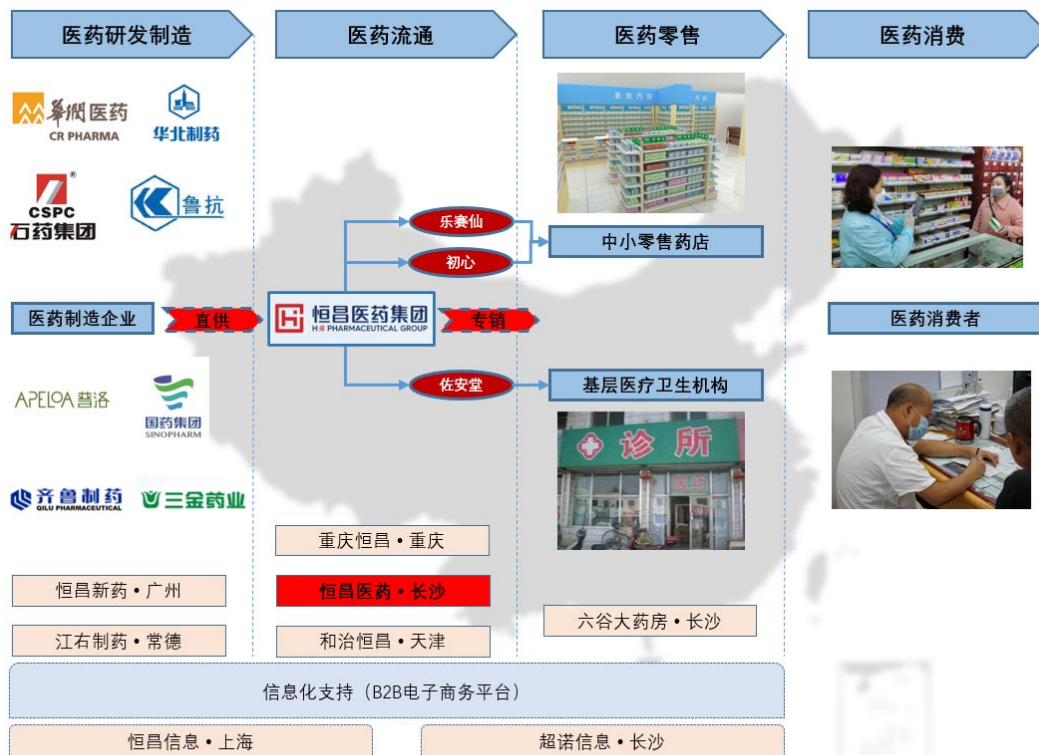 医药研发制造
医药流通
医药零售
医药消费
華潤医药
CR PHARMA
华北制药
CSPC
石药集团
鲁抗
乐赛仙
初心
中小零售药店
医药制造企业
直供
恒昌医药集团
H.C PHARMACEUTICAL GROUP
专销
医药消费者
佐安堂
基层医疗卫生机构
APELOA 普洛
国药集团
SINOPHARM
诊所
医药
齐鲁制药
QILU PHARMACEUTICAL
三金药业
重庆恒昌•重庆
恒昌新药•广州
恒昌医药•长沙
江右制药•常德
和治恒昌•天津
六谷大药房•长沙
信息化支持（B2B电子商务平台）
恒昌信息•上海
超诺信息•长沙